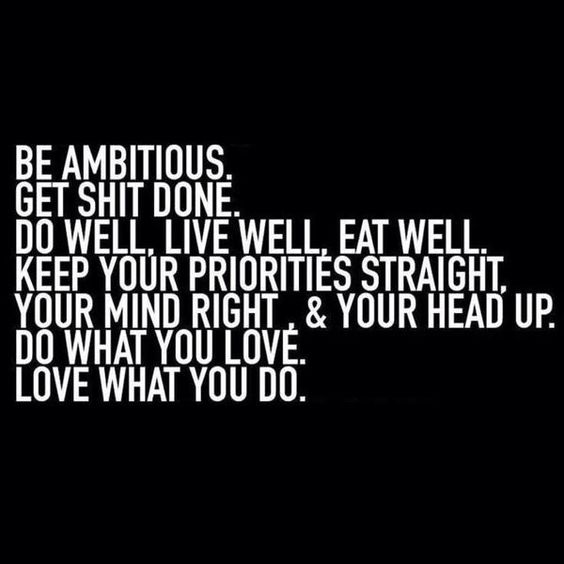 BE AMBITIOUS.
GET SHIT DONE.
DO WELL, LIVE WELL, EAT WELL.
KEEP YOUR PRIORITIES STRAIGHT,
YOUR MIND RIGHT , & YOUR HEAD UP.
DO WHAT YOU LOVE.
LOVE WHAT YOU DO.